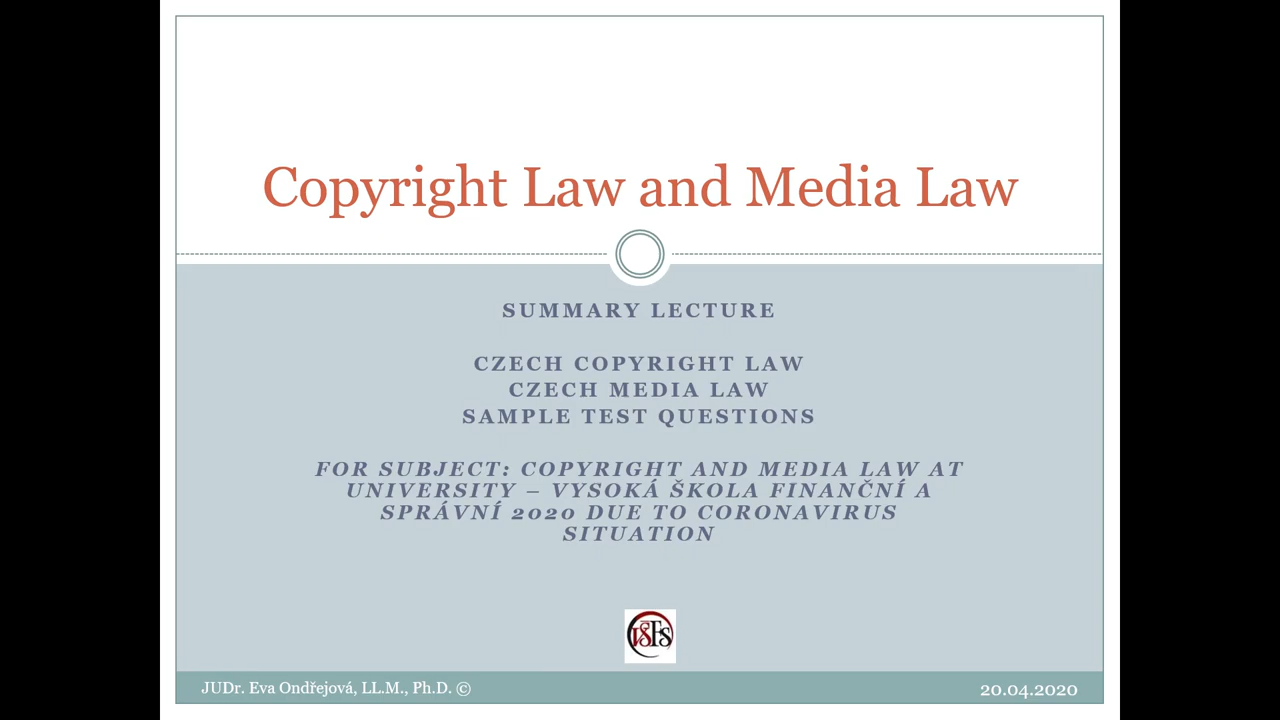 Copyright Law and Media Law
SUMMARY LECTURE
CZECH COPYRIGHT LAW
CZECH MEDIA LAW
SAMPLE TEST QUESTIONS
FOR SUBJECT: COPYRIGHT AND MEDIA LAW AT
UNIVERSITY – VYSOKÁ ŠKOLA FINANČNÍ A
SPRÁVNÍ 2020 DUE TO CORONAVIRUS
SITUATION
VŠFS
JUDr. Eva Ondřejová, LL.M., Ph.D. ©
20.04.2020